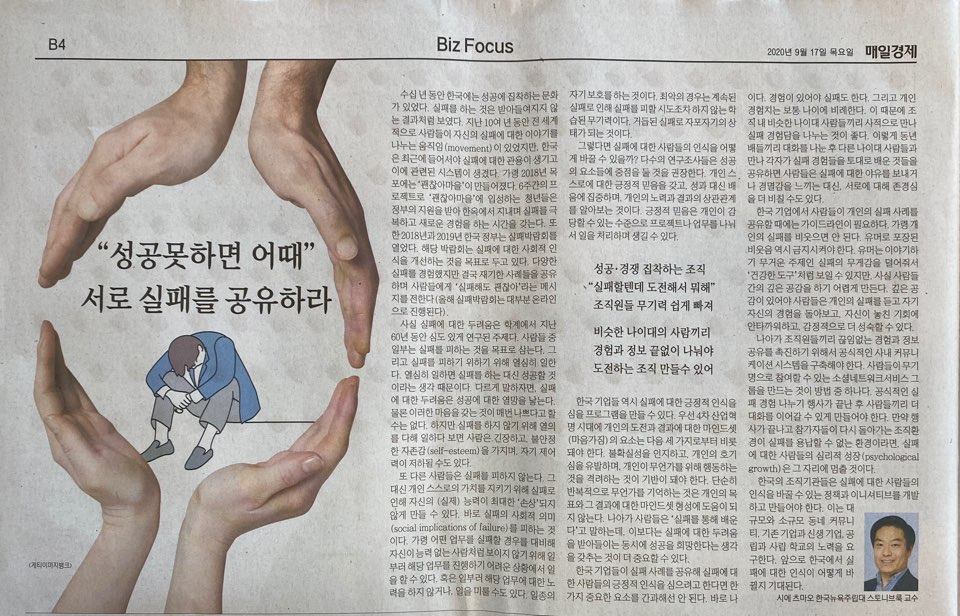 B4
Biz Focus
2020년 9월 17일 목요일
매일경제
“성공못하면 어때”
서로 실패를 공유하라
(게티이미지뱅크)
수십 년 동안 한국에는 성공에 집착하는 문화
가 있었다. 실패를 하는 것은 받아들여지지 않
는 결과처럼 보였다. 지난 10여 년 동안 전 세계
적으로 사람들이 자신의 실패에 대한 이야기를
나누는 움직임(movement)이 있었지만, 한국
은 최근에 들어서야 실패에 대한 관용이 생기고
이에 관련된 시스템이 생겼다. 가령 2018년 목
포에는 '괜찮아마을'이 만들어졌다. 6주간의 프
로젝트로 '괜찮아마을'에 입성하는 청년들은
정부의 지원을 받아 한옥에서 지내며 실패를 극
복하고 새로운 경험을 하는 시간을 갖는다. 또
한 2018년과 2019년 한국 정부는 실패박람회를
열었다. 해당 박람회는 실패에 대한 사회적 인
식을 개선하는 것을 목표로 두고 있다. 다양한
실패를 경험했지만 결국 재기한 사례들을 공유
하며 사람들에게 '실패해도 괜찮아'라는 메시
지를 전한다(올해 실패박람회는 대부분 온라인
으로 진행된다).
사실 실패에 대한 두려움은 학계에서 지난
60년 동안 심도 있게 연구된 주제다. 사람들 중
일부는 실패를 피하는 것을 목표로 삼는다. 그
리고 실패를 피하기 위하기 위해 열심히 일한
다. 열심히 일하면 실패를 하는 대신 성공할 것
이라는 생각 때문이다. 다르게 말하자면, 실패
에 대한 두려움은 성공에 대한 열망을 낳는다.
물론 이러한 마음을 갖는 것이 매번 나쁘다고 할
수는 없다. 하지만 실패를 하지 않기 위해 열의
를 다해 일하다 보면 사람은 긴장하고, 불안정
한 자존감(self-esteem)을 가지며, 자기 제어
력이 저하될 수도 있다.
또 다른 사람들은 실패를 피하지 않는다. 그
대신 개인 스스로의 가치를 지키기 위해 실패로
인해 자신의 (실제) 능력이 최대한 '손상'되지
않게 만들 수 있다. 바로 실패의 사회적 의미
(social implications of failure)를 피하는 것이
다. 가령 어떤 업무를 실패할 경우를 대비해
자신이 능력 없는 사람처럼 보이지 않기 위해 일
부러 해당 업무를 진행하기 어려운 상황에서 일
을 할 수 있다. 혹은 일부러 해당 업무에 대한 노
력을 하지 않거나, 일을 미룰 수도 있다. 일종의
자기 보호를 하는 것이다. 최악의 경우는 계속된
실패로 인해 실패를 피할 시도조차 하지 않는 학
습된 무기력이다. 거듭된 실패로 자포자기의 상
태가 되는 것이다.
그렇다면 실패에 대한 사람들의 인식을 어떻
게 바꿀 수 있을까? 다수의 연구조사들은 성공
의 요소들에 중점을 둘 것을 권장한다. 개인 스
스로에 대한 긍정적 믿음을 갖고, 성과 대신 배
움에 집중하며, 개인의 노력과 결과의 상관관계
를 알아보는 것이다. 긍정적 믿음은 개인이 감
당할 수 있는 수준으로 프로젝트나 업무를 나눠
서 일을 처리하며 생길 수 있다.
성공·경쟁 집착하는 조직
“실패할텐데 도전해서 뭐해”
조직원들 무기력 쉽게 빠져
비슷한 나이대의 사람끼리
경험과 정보 끝없이 나눠야
도전하는 조직 만들수 있어
한국 기업들 역시 실패에 대한 긍정적 인식을
심을 프로그램을 만들 수 있다. 우선 4차 산업혁
명 시대에 개인의 도전과 결과에 대한 마인드셋
(마음가짐)의 요소는 다음 세 가지로부터 비롯
돼야 한다. 불확실성을 인지하고, 개인의 호기
심을 유발하며, 개인이 무언가를 위해 행동하는
것을 격려하는 것이 기반이 돼야 한다. 단순히
반복적으로 무언가를 기억하는 것은 개인의 목
표와 그 결과에 대한 마인드셋 형성에 도움이 되
지 않는다. 나아가 사람들은 '실패를 통해 배운
다'고 말하는데, 이보다는 실패에 대한 두려움
을 받아들이는 동시에 성공을 희망한다는 생각
을 갖추는 것이 더 중요할 수 있다.
한국 기업들이 실패 사례를 공유해 실패에 대
한 사람들의 긍정적 인식을 심으려고 한다면 한
가지 중요한 요소를 간과해선 안 된다. 바로 나
이다. 경험이 있어야 실패도 한다. 그리고 개인
경험치는 보통 나이에 비례한다. 이 때문에 조
직 내 비슷한 나이대 사람들끼리 사적으로 만나
실패 경험담을 나누는 것이 좋다. 이렇게 동년
배들끼리 대화를 나눈 후 다른 나이대 사람들과
만나 각자가 실패 경험들을 토대로 배운 것들을
공유하면 사람들은 실패에 대한 야유를 보내거
나 경멸감을 느끼는 대신, 서로에 대해 존경심
을 더 비칠 수도 있다.
한국 기업에서 사람들이 개인의 실패 사례를
공유할 때에는 가이드라인이 필요하다. 가령 개
인의 실패를 비웃으면 안 된다. 유머로 포장된
비웃음 역시 금지시켜야 한다. 유머는 이야기하
기 무거운 주제인 실패의 무게감을 덜어줘서
'건강한 도구'처럼 보일 수 있지만, 사실 사람들
간의 깊은 공감을 하기 어렵게 만든다. 깊은 공
감이 있어야 사람들은 개인의 실패를 듣고 자기
자신의 경험을 돌아보고, 자신이 놓친 기회에
안타까워하고, 감정적으로 더 성숙할 수 있다.
나아가 조직원들끼리 끊임없는 경험과 정보
공유를 촉진하기 위해서 공식적인 사내 커뮤니
케이션 시스템을 구축해야 한다. 사람들이 무기
명으로 참여할 수 있는 소셜네트워크서비스 그
룹을 만드는 것이 방법 중 하나다. 공식적인 실
패 경험 나누기 행사가 끝난 후 사람들끼리 더
대화를 이어갈 수 있게 만들어야 한다. 만약 행
사가 끝나고 참가자들이 다시 돌아가는 조직환
경이 실패를 용납할 수 없는 환경이라면, 실패
에 대한 사람들의 심리적 성장(psychological
growth)은 그 자리에 멈출 것이다.
한국의 조직기관들은 실패에 대한 사람들의
인식을 바꿀 수 있는 정책과 이니셔티브를 개발
하고 만들어야 한다. 이는 대
규모와 소규모 동네 커뮤니
티, 기존 기업과 신생 기업, 공
립과 사립 학교의 노력을 요
구한다. 앞으로 한국에서 실
패에 대한 인식이 어떻게 바
뀔지 기대된다.
시에 츠마오 한국뉴욕주립대 스토니브룩 교수